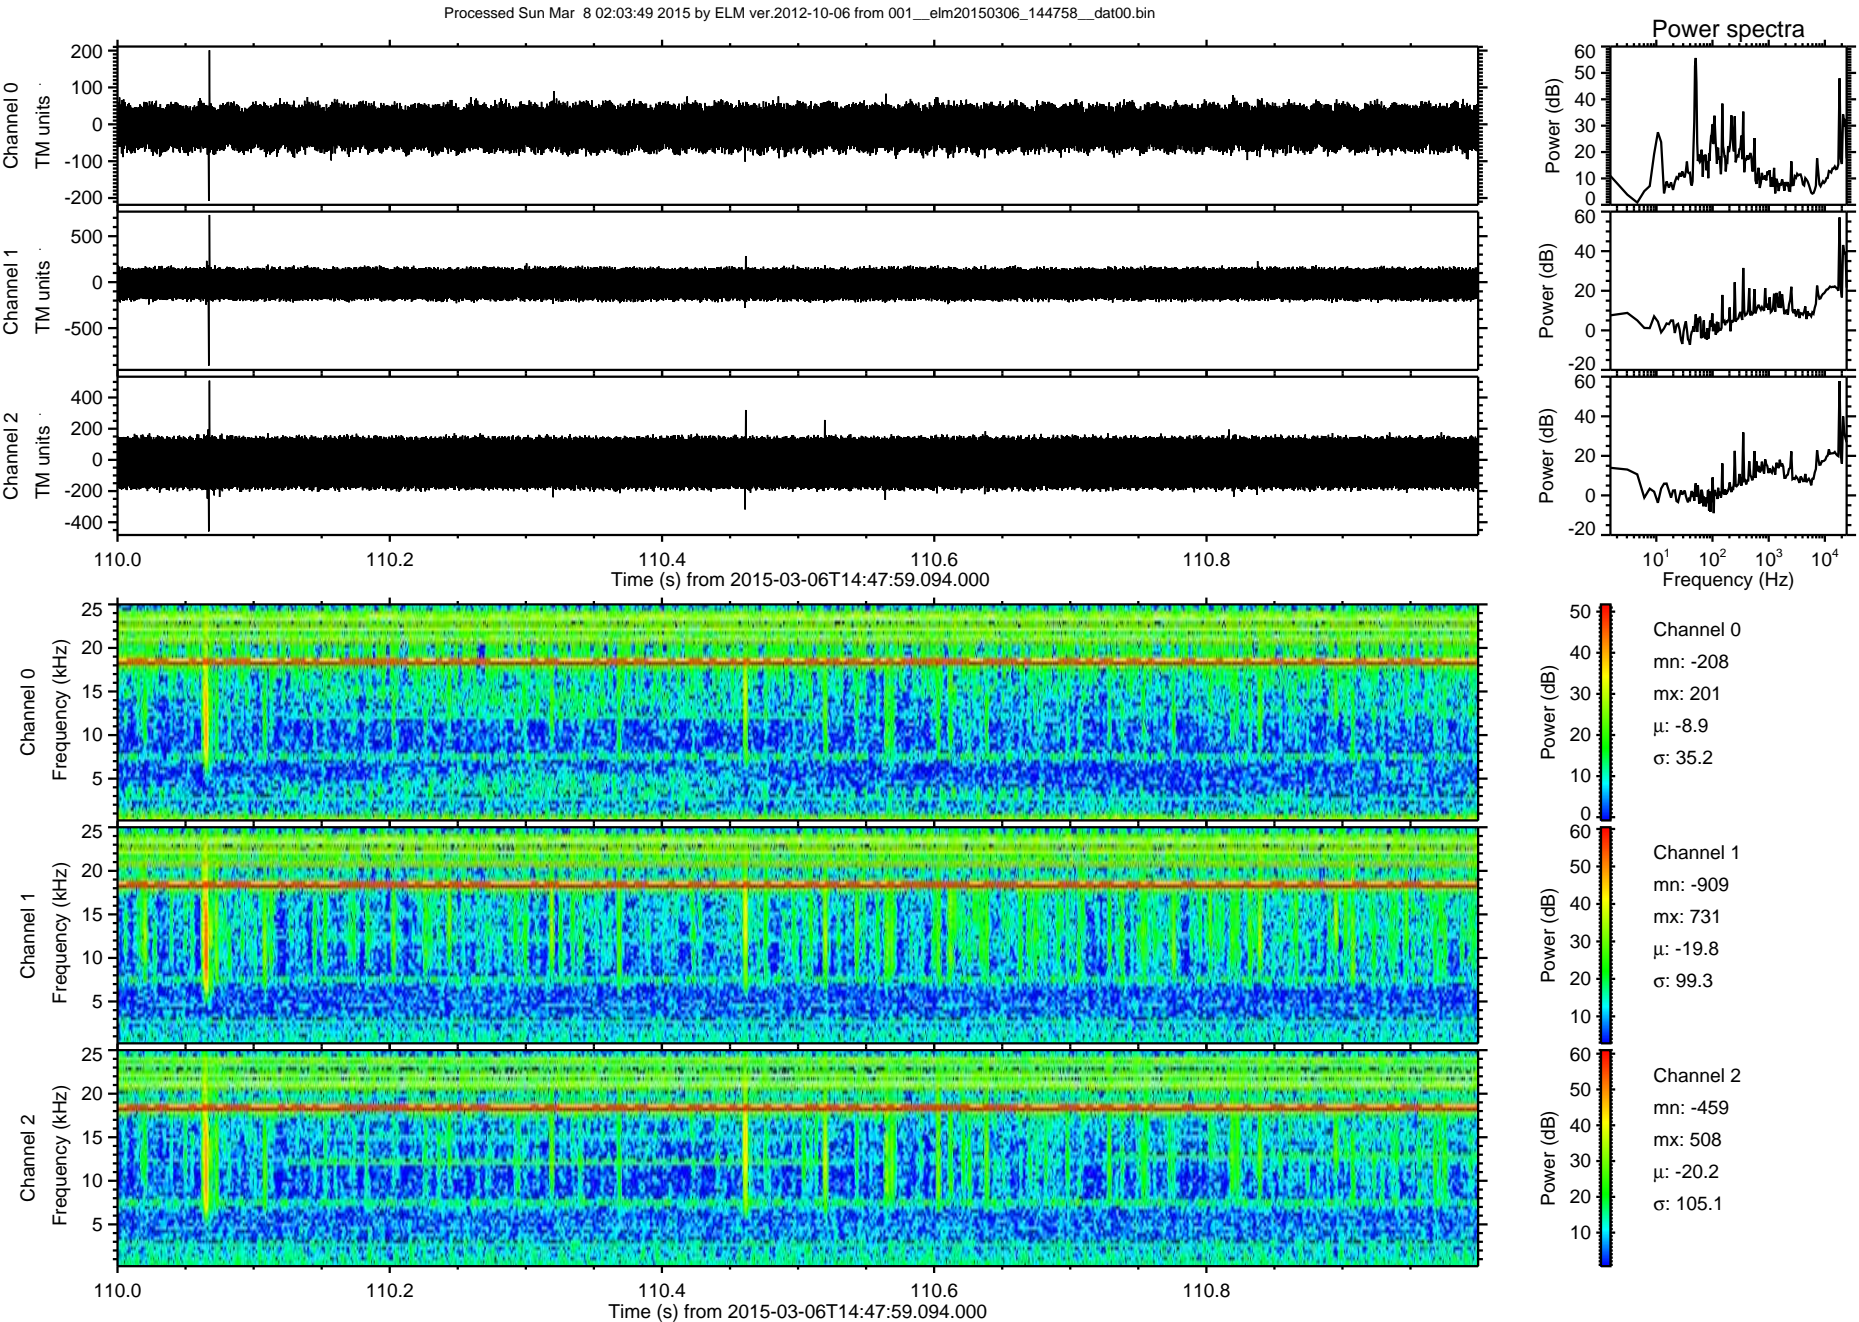 Processed Sun Mar  8 02:03:49 2015 by ELM ver.2012-10-06 from 001__elm20150306_144758__dat00.bin
Power spectra
Channel 0
TM units
200
100
0
-100
-200
Power (dB)
60
50
40
30
20
10
0
Channel 1
TM units
500
0
-500
Power (dB)
60
40
20
0
-20
Channel 2
TM units
400
200
0
-200
-400
Power (dB)
60
40
20
0
-20
110.0 110.2 110.4 110.6 110.8
Time (s) from 2015-03-06T14:47:59.094.000
10¹ 10² 10³ 10⁴
Frequency (Hz)
Channel 0
Frequency (kHz)
25
20
15
10
5
Power (dB)
50
40
30
20
10
0
Channel 0
mn: -208
mx: 201
μ: -8.9
σ: 35.2
Channel 1
Frequency (kHz)
25
20
15
10
5
Power (dB)
60
50
40
30
20
10
Channel 1
mn: -909
mx: 731
μ: -19.8
σ: 99.3
Channel 2
Frequency (kHz)
25
20
15
10
5
Power (dB)
60
50
40
30
20
10
Channel 2
mn: -459
mx: 508
μ: -20.2
σ: 105.1
110.0 110.2 110.4 110.6 110.8
Time (s) from 2015-03-06T14:47:59.094.000